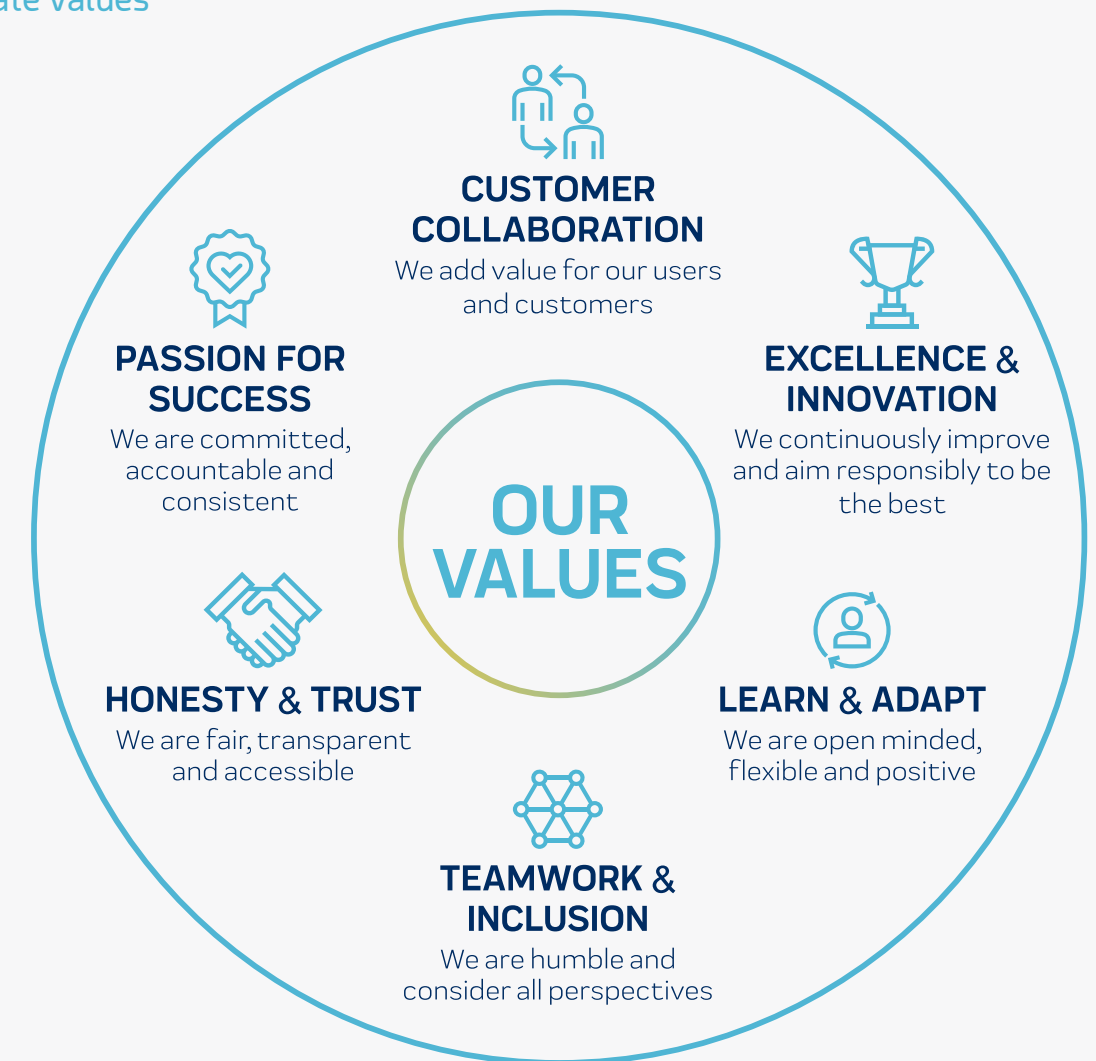 values
CUSTOMER
COLLABORATION
We add value for our users
and customers
PASSION FOR
SUCCESS
We are committed,
accountable and
consistent
EXCELLENCE &
INNOVATION
We continuously improve
and aim responsibly to be
the best
OUR
VALUES
HONESTY & TRUST
We are fair, transparent
and accessible
LEARN & ADAPT
We are open minded,
flexible and positive
TEAMWORK &
INCLUSION
We are humble and
consider all perspectives